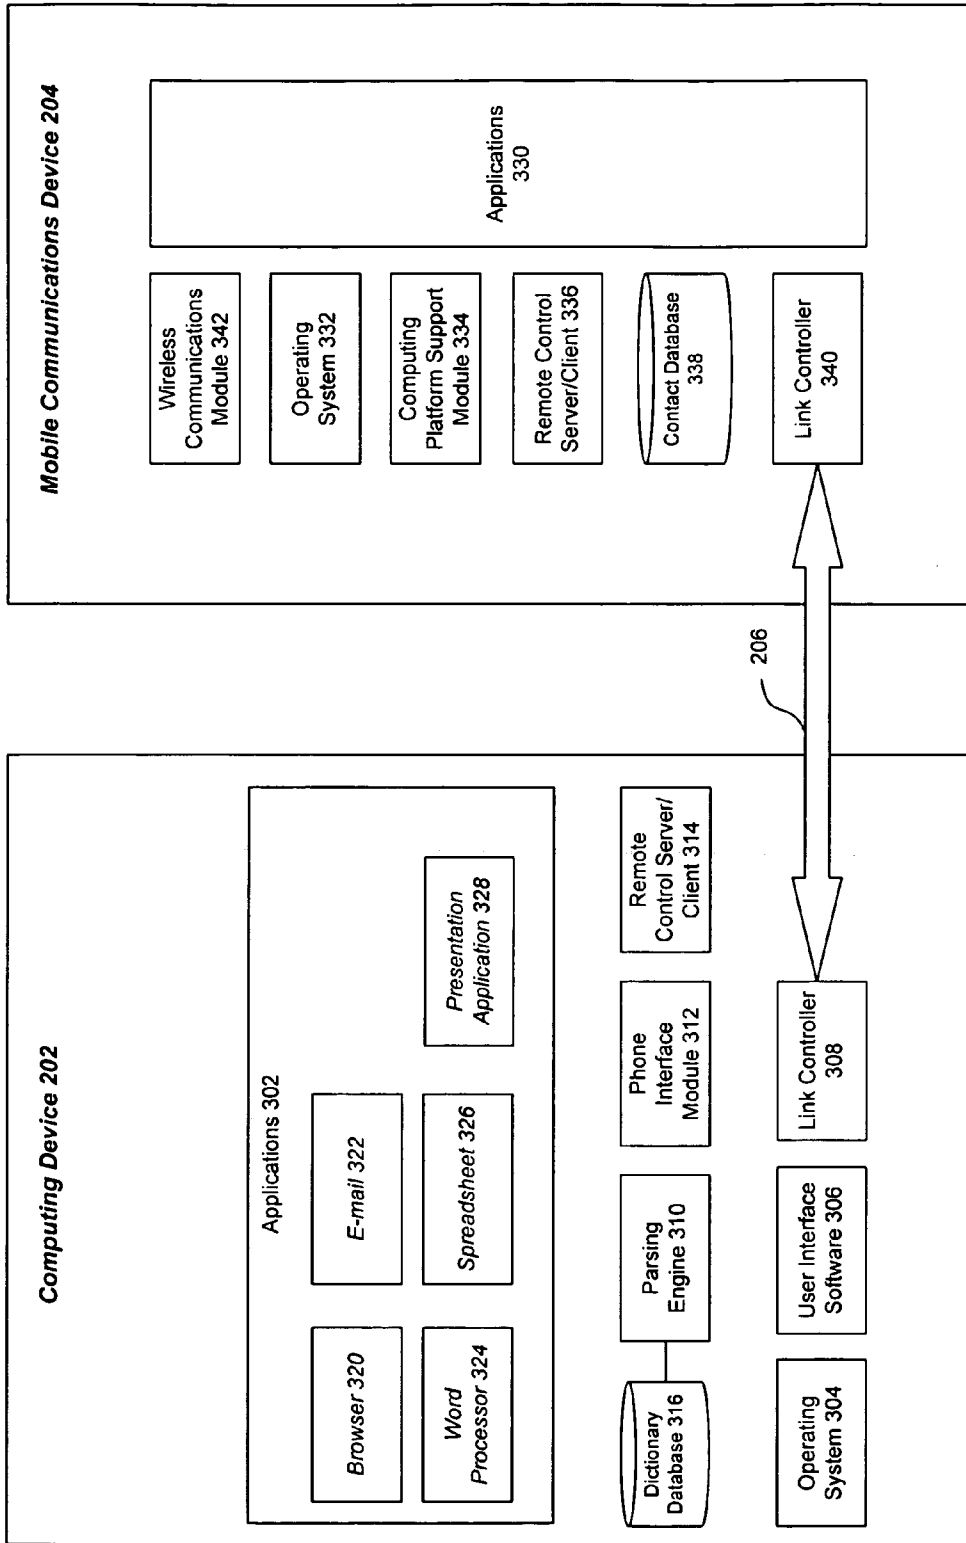 Computing Device 202
Applications 302
Browser 320
E-mail 322
Word
Processor 324
Spreadsheet 326
Presentation
Application 328
Dictionary
Database 316
Parsing
Engine 310
Phone
Interface
Module 312
Remote
Control Server/
Client 314
Operating
System 304
User Interface
Software 306
Link Controller
308
206
Mobile Communications Device 204
Wireless
Communications
Module 342
Operating
System 332
Computing
Platform Support
Module 334
Remote Control
Server/Client 336
Contact Database
338
Link Controller
340
Applications
330